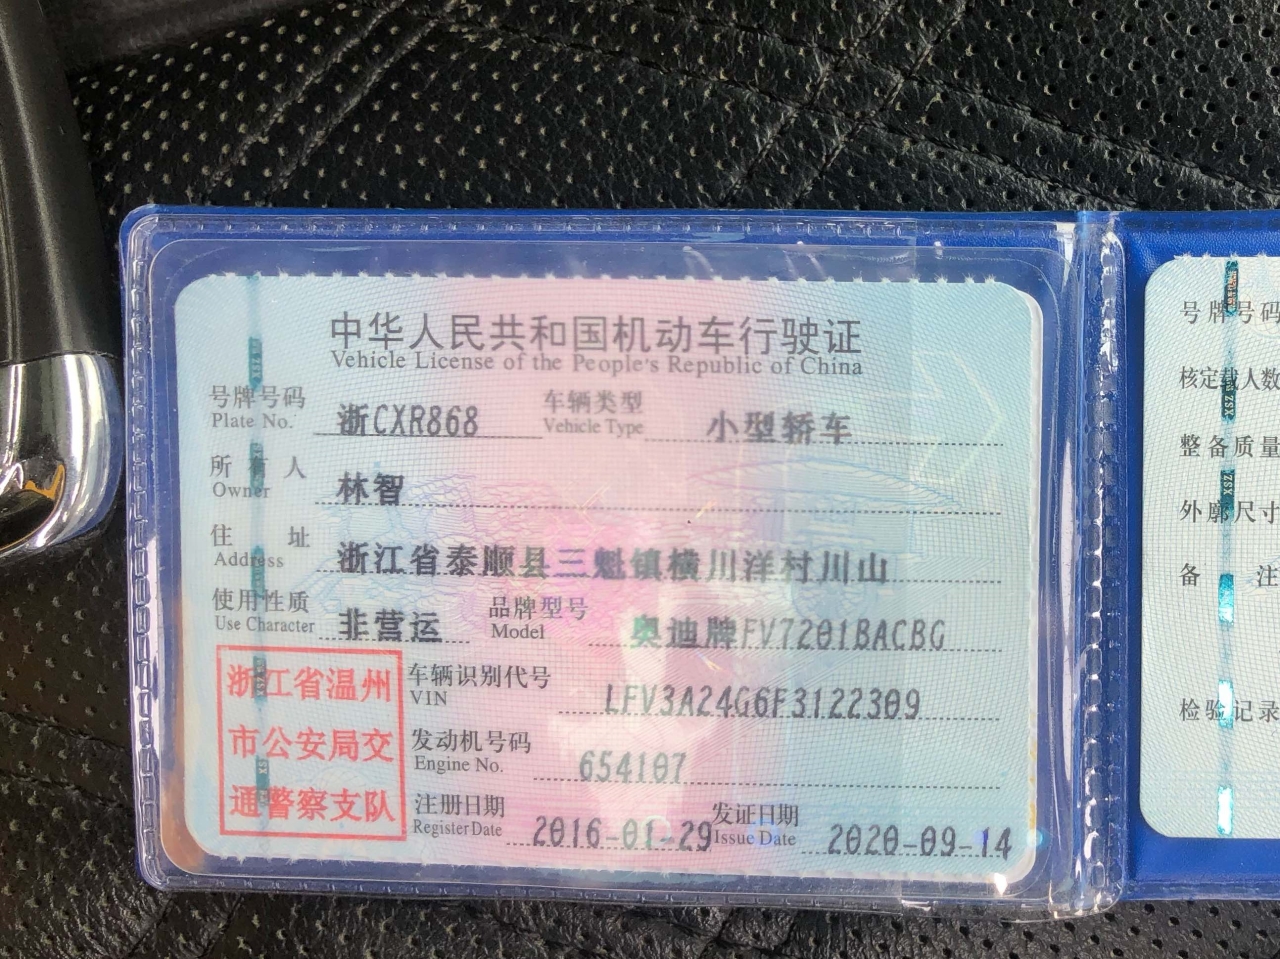 中华人民共和国机动车行驶证
Vehicle License of the People's Republic of China
号牌号码 浙CXR868 车辆类型 小型轿车
Plate No. Vehicle Type
所有人 林智
Owner
住址 浙江省泰顺县三魁镇横川洋村川山
Address
使用性质 非营运 品牌型号 奥迪牌FV7201BACBG
Use Character Model
浙江省温州
市公安局交
通警察支队
车辆识别代号 LFV3A24G6F3122309
VIN
发动机号码 654107
Engine No.
注册日期 2016-01-29 发证日期 2020-09-14
Register Date Issue Date
号牌号码
核定载人数
整备质量
外廓尺寸
备注
检验记录